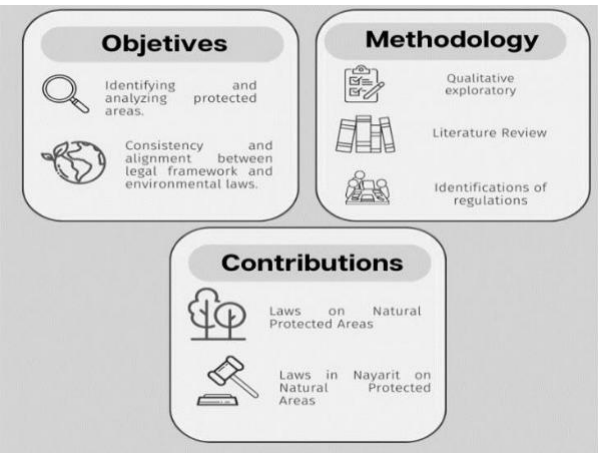 Objetives
Identifying and
analyzing protected
areas.
Consistency and
alignment between
legal framework and
environmental laws.
Methodology
Qualitative
exploratory
Literature Review
Identifications of
regulations
Contributions
Laws on Natural
Protected Areas
Laws in Nayarit on
Natural Protected
Areas